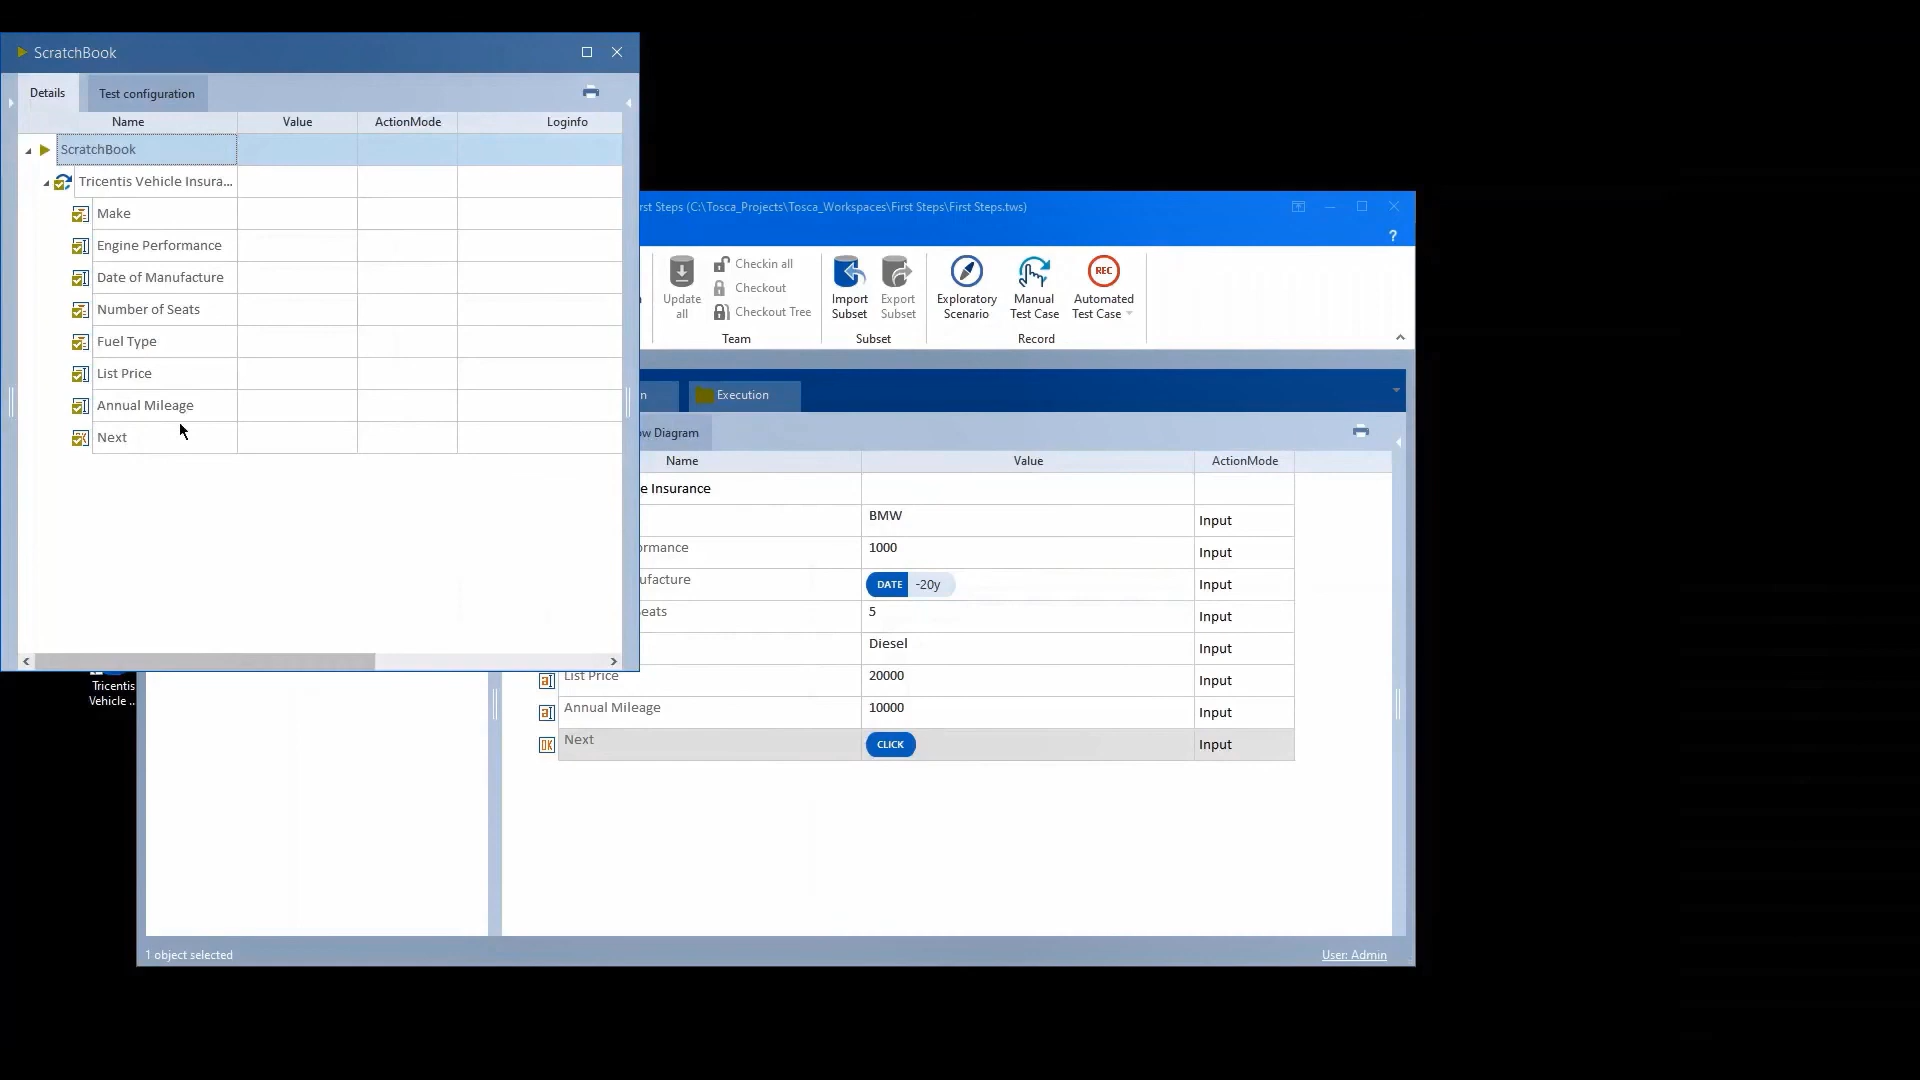 ScratchBook
Details
Test configuration
Name Value ActionMode Loginfo
ScratchBook
Tricentis Vehicle Insura...
Make
Engine Performance
Date of Manufacture
Number of Seats
Fuel Type
List Price
Annual Mileage
Next
rst Steps (C:\Tosca_Projects\Tosca_Workspaces\First Steps\First Steps.tws)
?
Update all
Checkin all
Checkout
Checkout Tree
Team
Import Subset
Export Subset
Subset
Exploratory Scenario
Manual Test Case
REC
Automated Test Case
Record
n
Execution
ow Diagram
Name Value ActionMode
e Insurance
BMW Input
ormance 1000 Input
ufacture DATE -20y Input
eats 5 Input
Diesel Input
List Price 20000 Input
Annual Mileage 10000 Input
OK Next CLICK Input
Tricentis
Vehicle ..
1 object selected
User: Admin